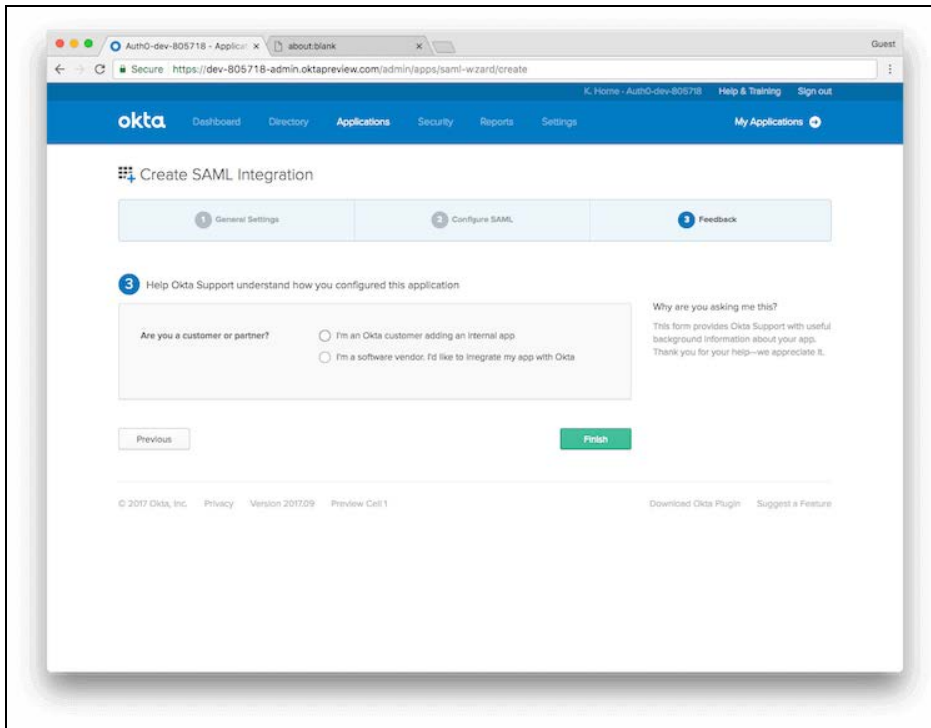 Auth0-dev-805718 - Applicat
about:blank
Guest
Secure https://dev-805718-admin.oktapreview.com/admin/apps/saml-wzard/create
K. Home - Auth0-dev-805718 Help & Training Sign out
okta Dashboard Directory Applications Security Reports Settings My Applications
Create SAML Integration
1 General Settings 2 Configure SAML 3 Feedback
3 Help Okta Support understand how you configured this application
Why are you asking me this?
This form provides Okta Support with useful
background information about your app.
Thank you for your help—we appreciate it.
Are you a customer or partner?
I'm an Okta customer adding an internal app
I'm a software vendor. I'd like to integrate my app with Okta
Previous Finish
© 2017 Okta, Inc. Privacy Version 2017.09 Preview Cell 1 Download Okta Plugin Suggest a Feature